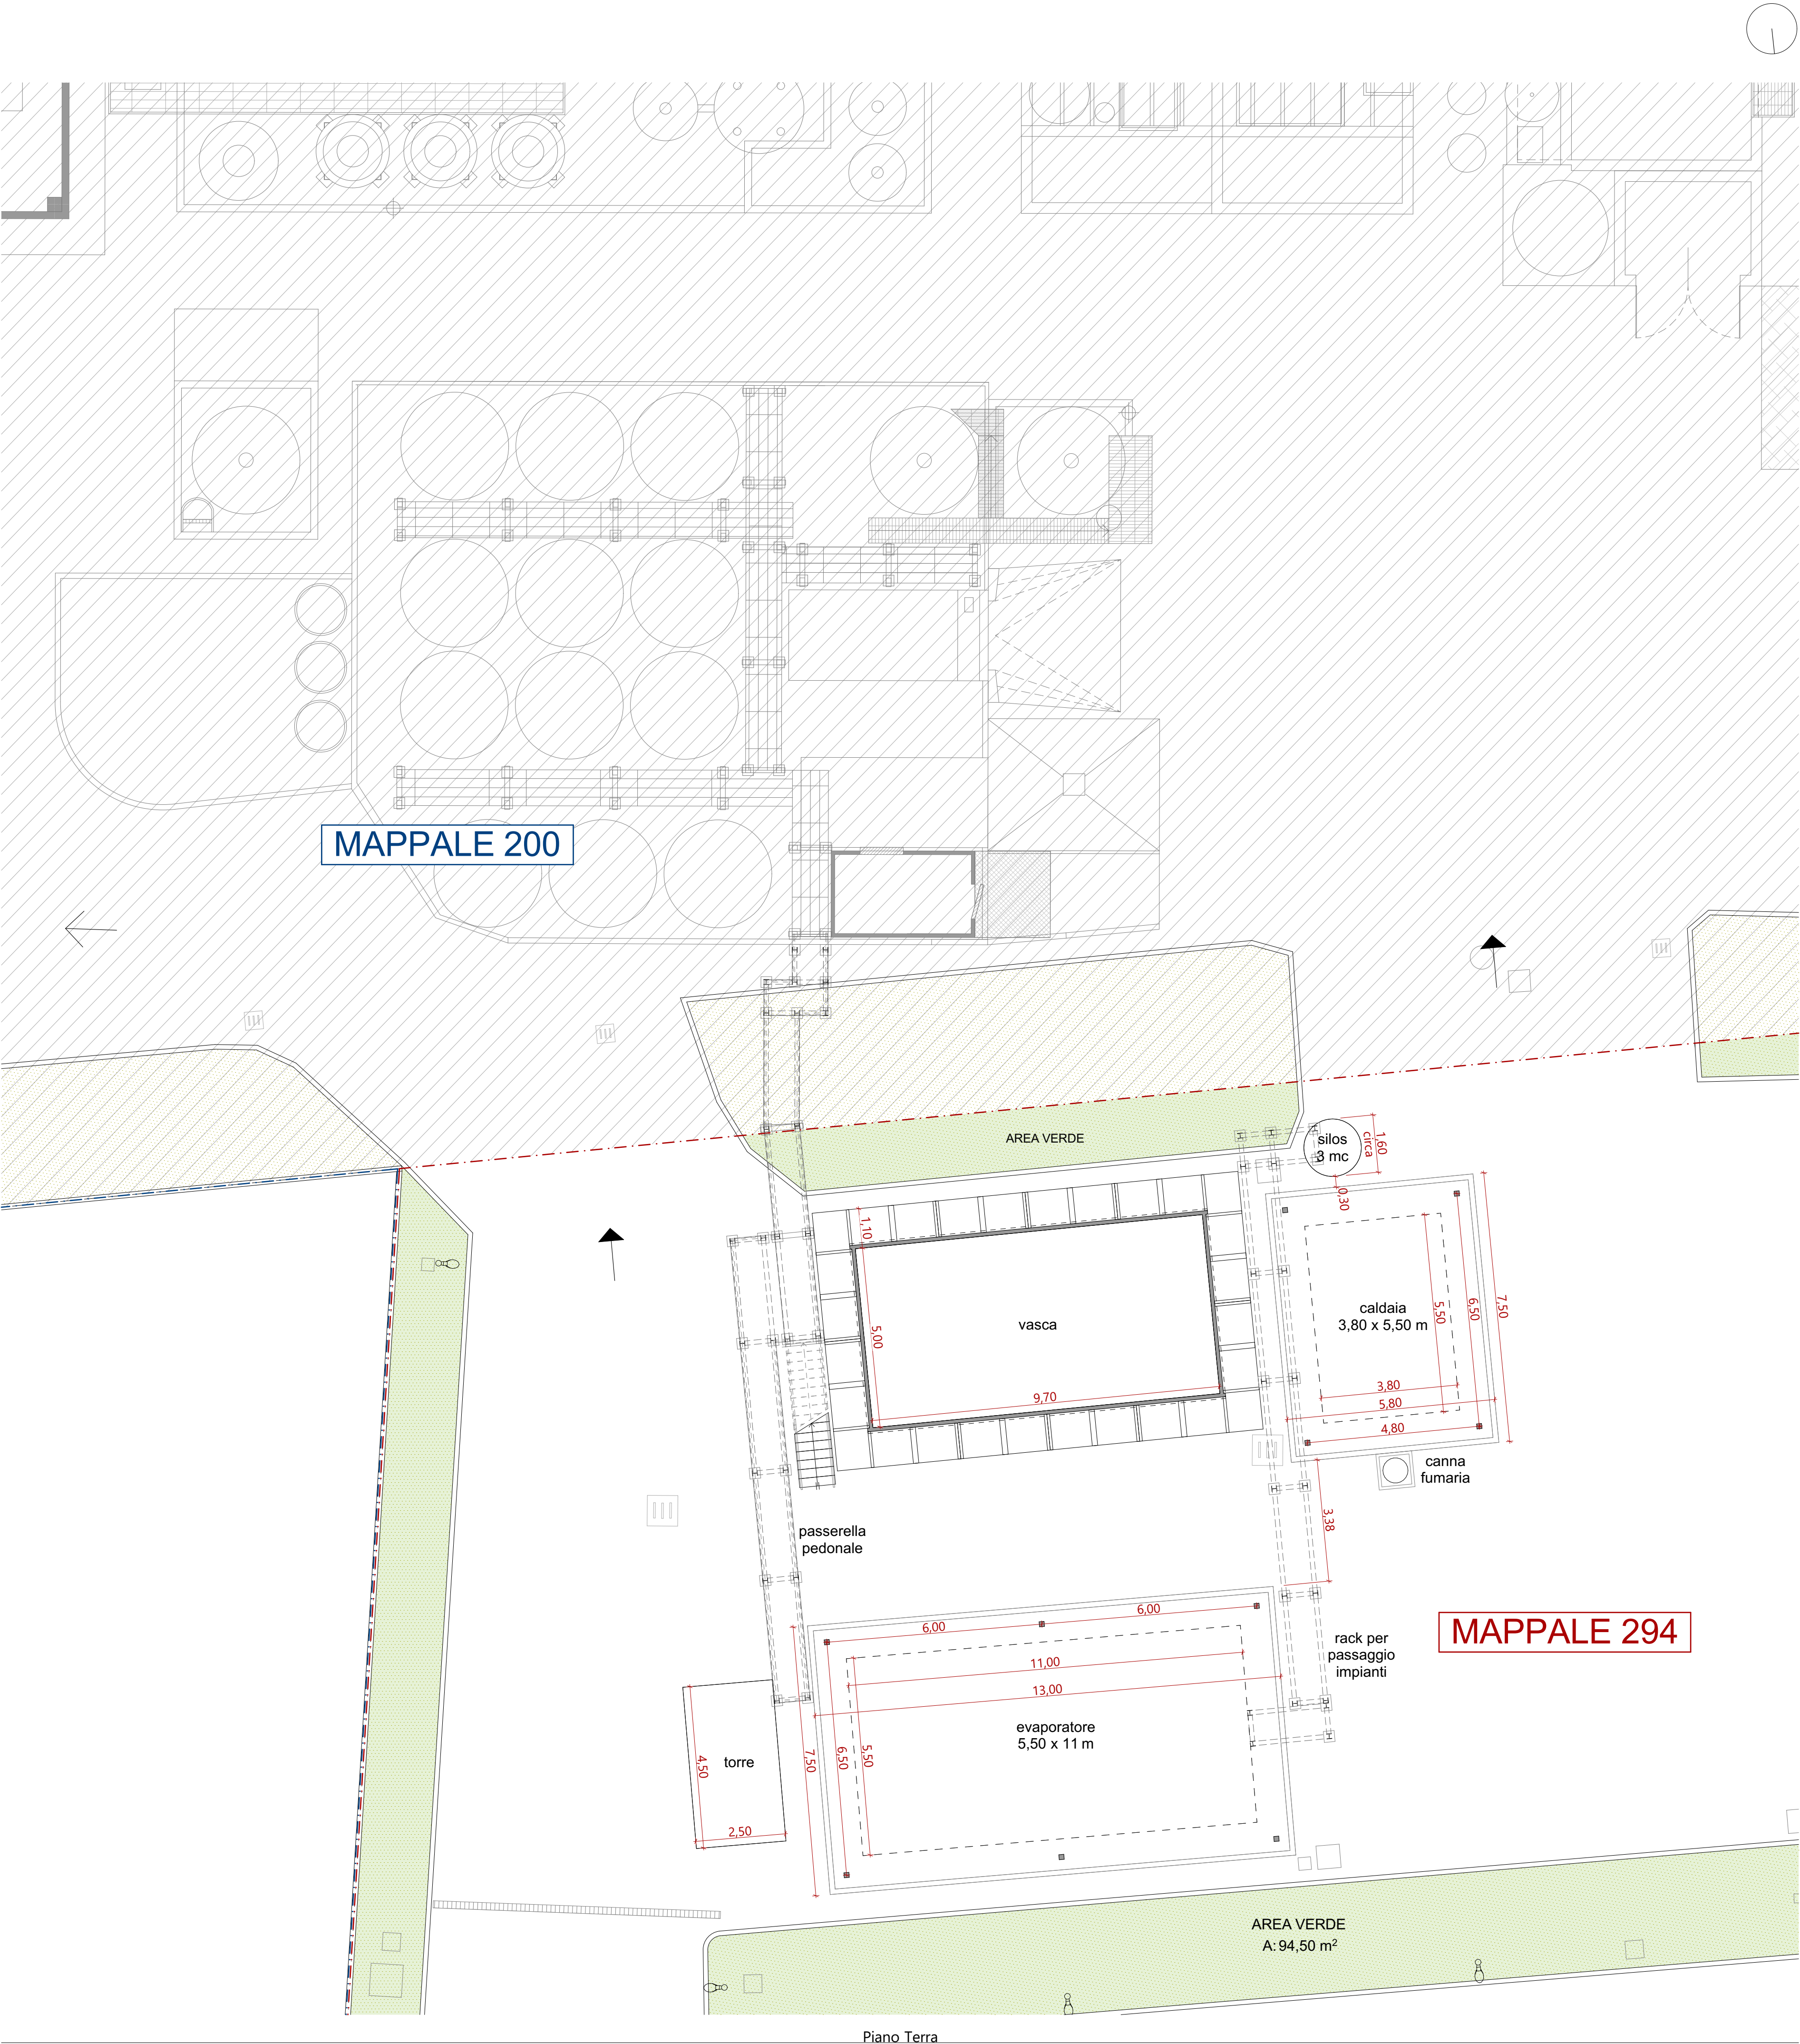 MAPPALE 200
AREA VERDE
silos
3 mc
1,60
circa
0,30
1,10
5,00
vasca
9,70
caldaia
3,80 x 5,50 m
5,50
6,50
7,50
3,80
5,80
4,80
canna
fumaria
3,38
passerella
pedonale
MAPPALE 294
rack per
passaggio
impianti
6,00
6,00
11,00
13,00
evaporatore
5,50 x 11 m
7,50
6,50
5,50
torre
4,50
2,50
AREA VERDE
A: 94,50 m²
Piano Terra